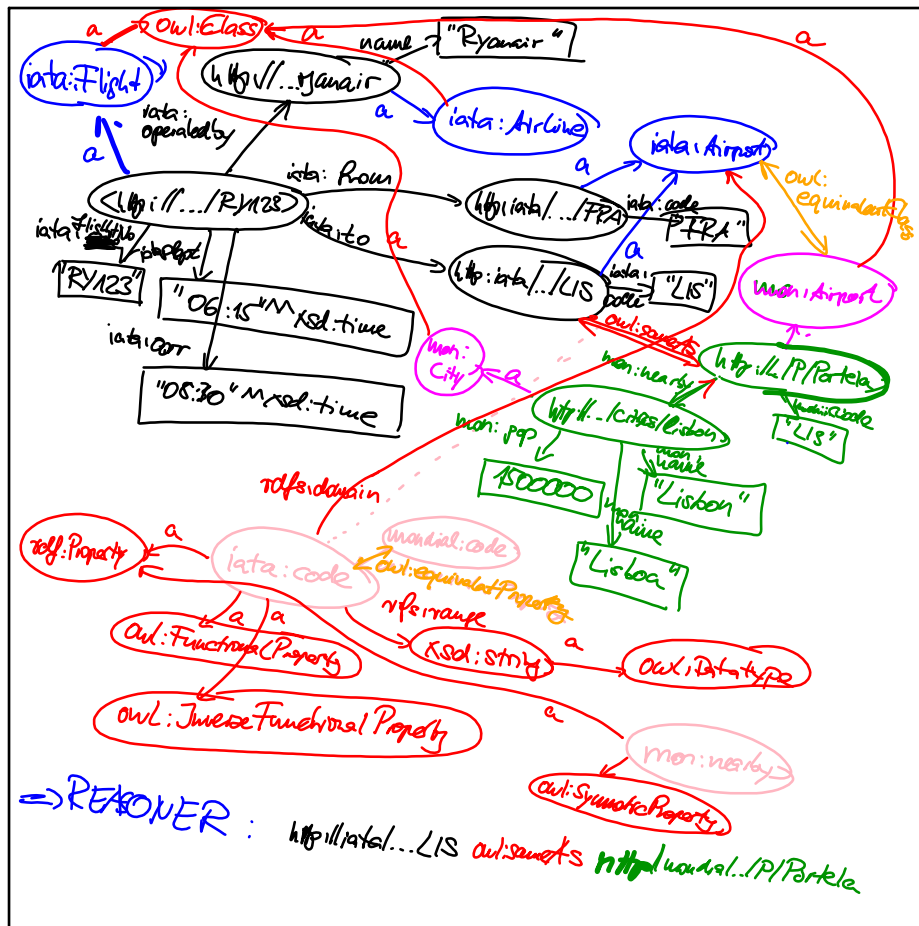 a
owl:Class
a
name
"Ryanair"
a
iata:Flight
http://...ryanair
iata:
operatedby
a
iata:Airline
iata:Airport
a
a
owl:
equivalentClass
<http://.../RY123>
iata:from
http:iata/.../FRA
iata:code
"FRA"
iata:to
a
http:iata/../LIS
a
iata:
code
"LIS"
iata:
"RY123"
"06:15"^^xsd:time
mon:Airport
owl:sameAs
iata:arr
mon:
City
a
mon:nearby
http://../P/Portela
"08:30"^^xsd:time
http://.../cities/Lisbon
"LIS"
mon:pop
mon:
name
1500000
"Lisbon"
mon:
name
"Lisboa"
rdfs:domain
rdf:Property
a
iata:code
mondial:code
owl:equivalentProperty
rdfs:range
a
a
owl:FunctionalProperty
xsd:string
a
owl:Datatype
owl:InverseFunctionalProperty
a
mon:nearby
owl:SymmetricProperty
=> REASONER :
http://iata/...LIS owl:sameAs http/mondial../P/Portela